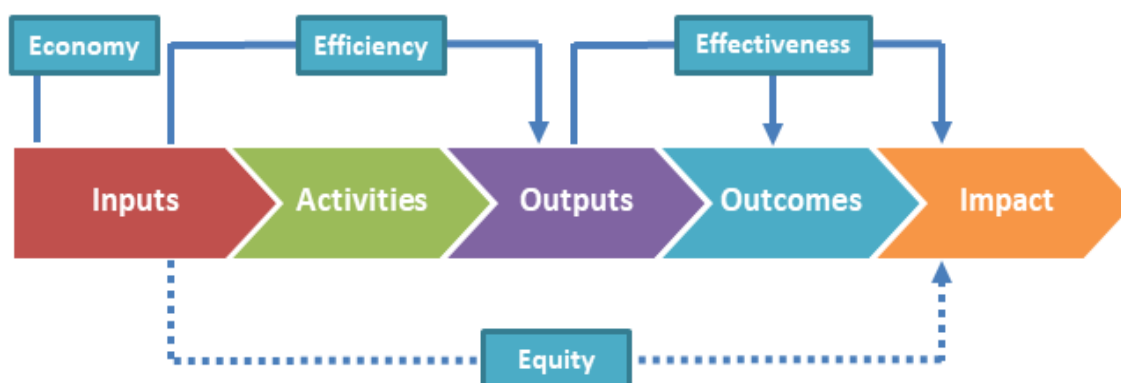 Economy
Efficiency
Effectiveness
Inputs
Activities
Outputs
Outcomes
Impact
Equity